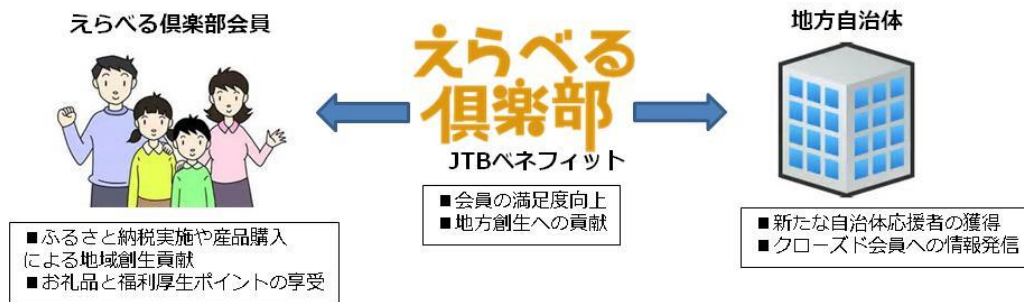 えらべる倶楽部会員
■ふるさと納税実施や産品購入
による地域創生貢献
■お礼品と福利厚生ポイントの享受
えらべる
倶楽部
JTBベネフィット
■会員の満足度向上
■地方創生への貢献
地方自治体
■新たな自治体応援者の獲得
■クローズド会員への情報発信